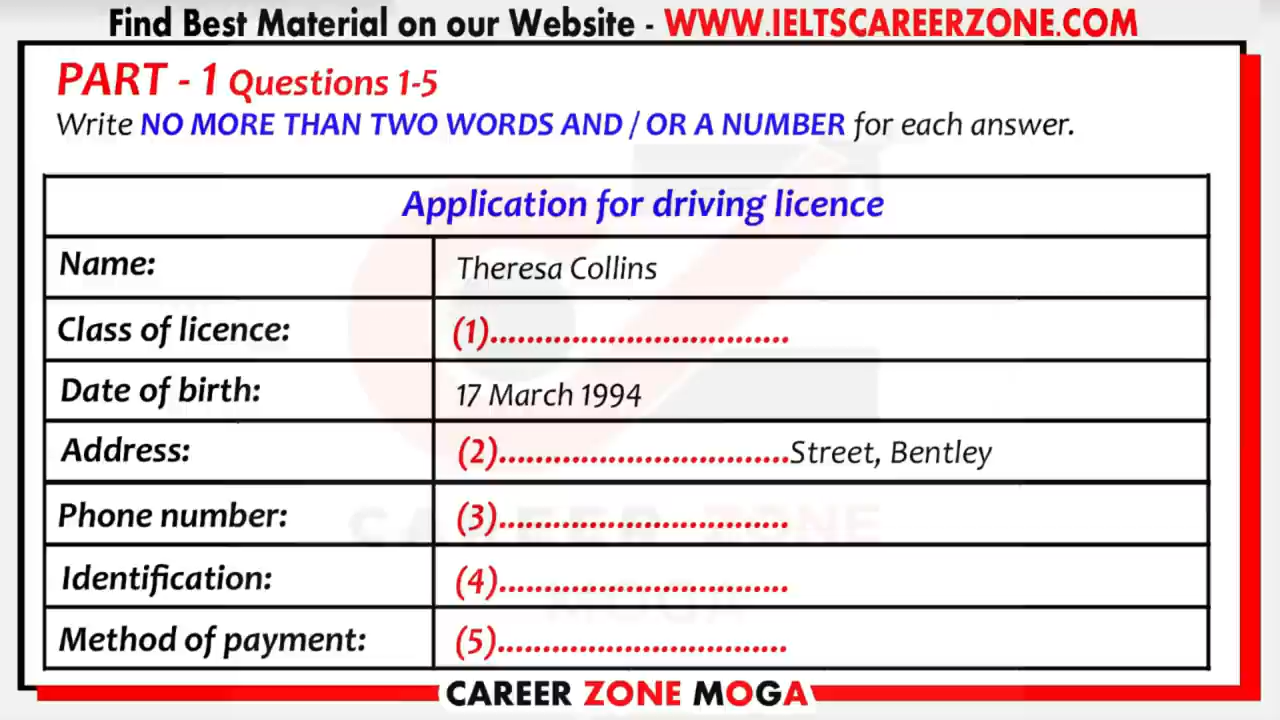 Find Best Material on our Website - WWW.IELTSCAREERZONE.COM
PART - 1 Questions 1-5
Write NO MORE THAN TWO WORDS AND / OR A NUMBER for each answer.
Application for driving licence
Name: Theresa Collins
Class of licence: (1)..................................
Date of birth: 17 March 1994
Address: (2).................................Street, Bentley
Phone number: (3).................................
Identification: (4).................................
Method of payment: (5).................................
CAREER ZONE
MOGA
CAREER ZONE MOGA